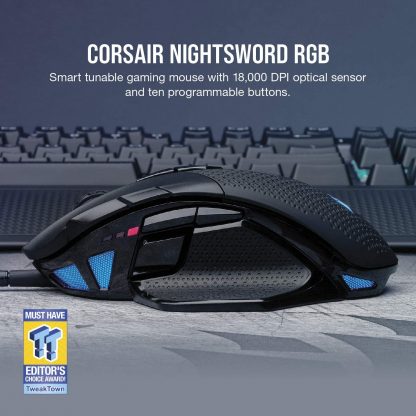 CORSAIR NIGHTSWORD RGB
Smart tunable gaming mouse with 18,000 DPI optical sensor
and ten programmable buttons.
MUST HAVE
TT
EDITOR'S
CHOICE AWARD!
TweakTown